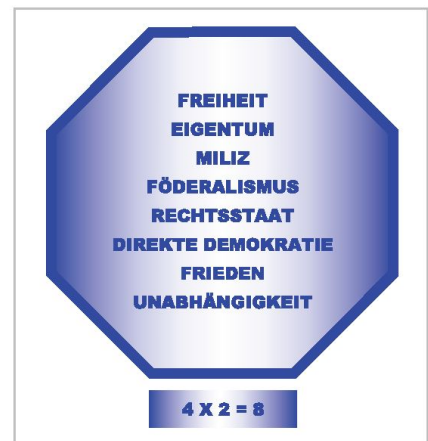 FREIHEIT
EIGENTUM
MILIZ
FÖDERALISMUS
RECHTSSTAAT
DIREKTE DEMOKRATIE
FRIEDEN
UNABHÄNGIGKEIT
4 X 2 = 8